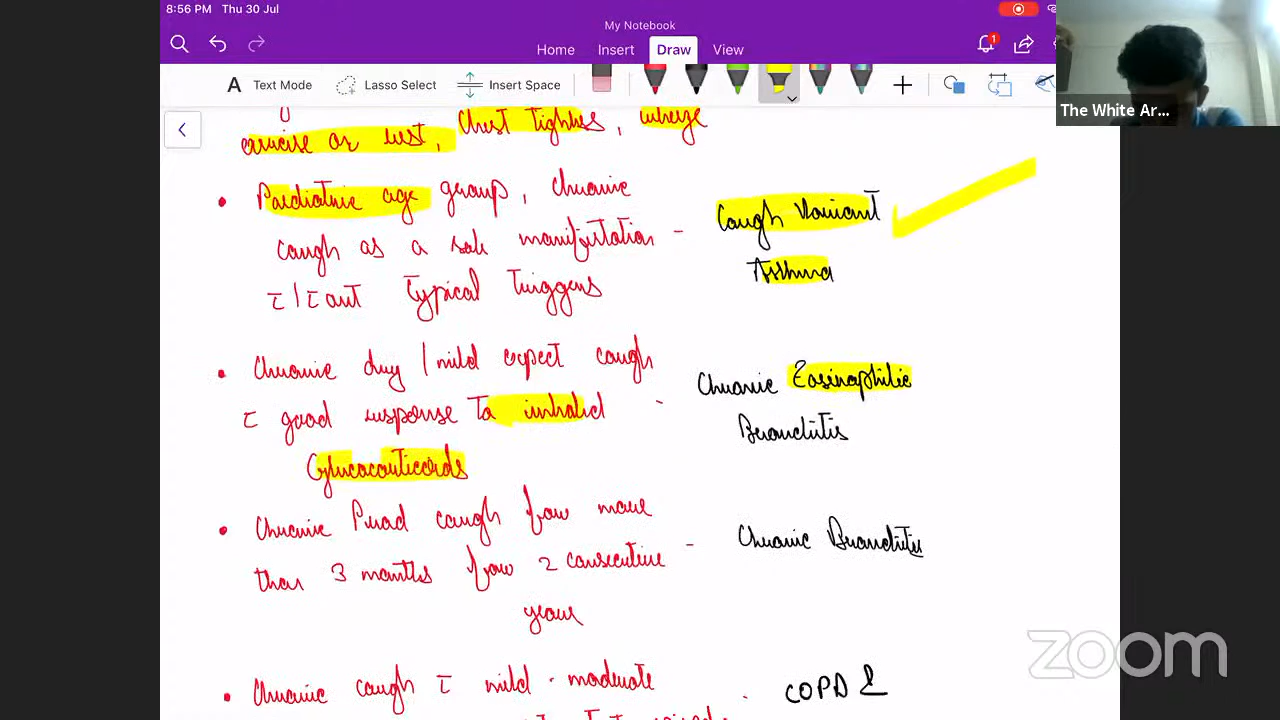 8:56 PM Thu 30 Jul
My Notebook
Home Insert Draw View
1
A Text Mode Lasso Select Insert Space
The White Ar...
exercise or rest, Chest tightness, wheeze
• Paediatric age group, chronic
cough as a sole manifestation -
c̄ / c̄out Typical Triggers
Cough Variant
Asthma
• Chronic dry / mild expect cough
c̄ good response To inhaled -
Glucocorticoids
Chronic Eosinophilic
Bronchitis
• Chronic Prod cough for more
than 3 months for 2 consecutive -
years
Chronic Bronchitis
• Chronic cough c̄ mild - moderate
COPD &
zoom